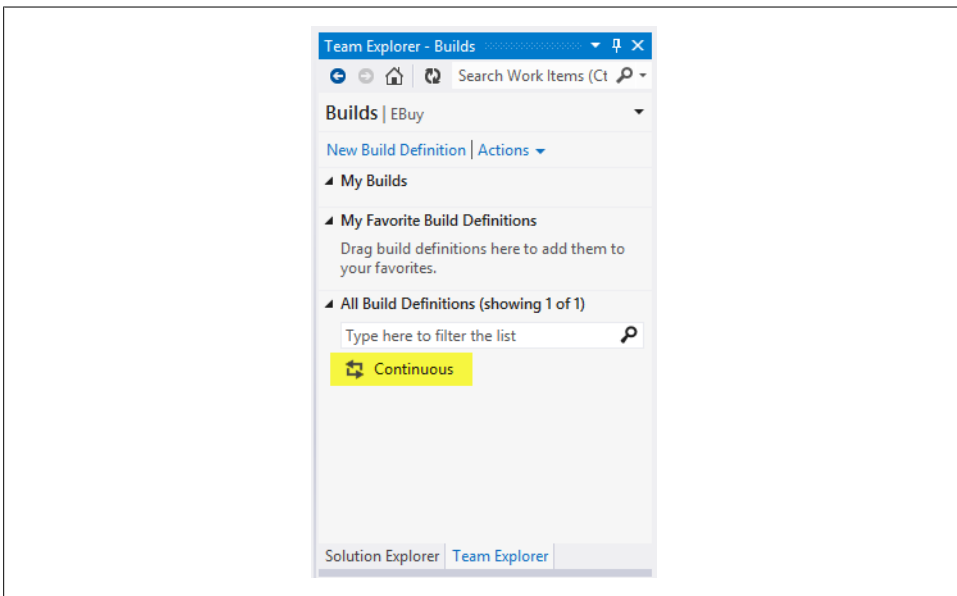 Team Explorer - Builds
Search Work Items (Ct
Builds | EBuy
New Build Definition | Actions
My Builds
My Favorite Build Definitions
Drag build definitions here to add them to
your favorites.
All Build Definitions (showing 1 of 1)
Type here to filter the list
Continuous
Solution Explorer Team Explorer